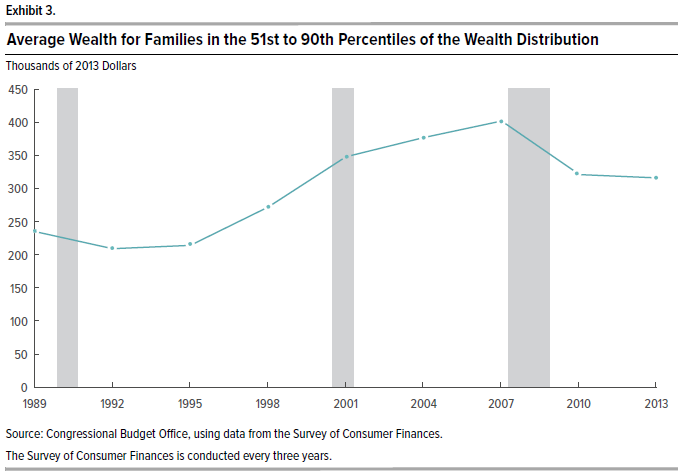 Exhibit 3.
Average Wealth for Families in the 51st to 90th Percentiles of the Wealth Distribution
Thousands of 2013 Dollars
450
400
350
300
250
200
150
100
50
0
1989 1992 1995 1998 2001 2004 2007 2010 2013
Source: Congressional Budget Office, using data from the Survey of Consumer Finances.
The Survey of Consumer Finances is conducted every three years.